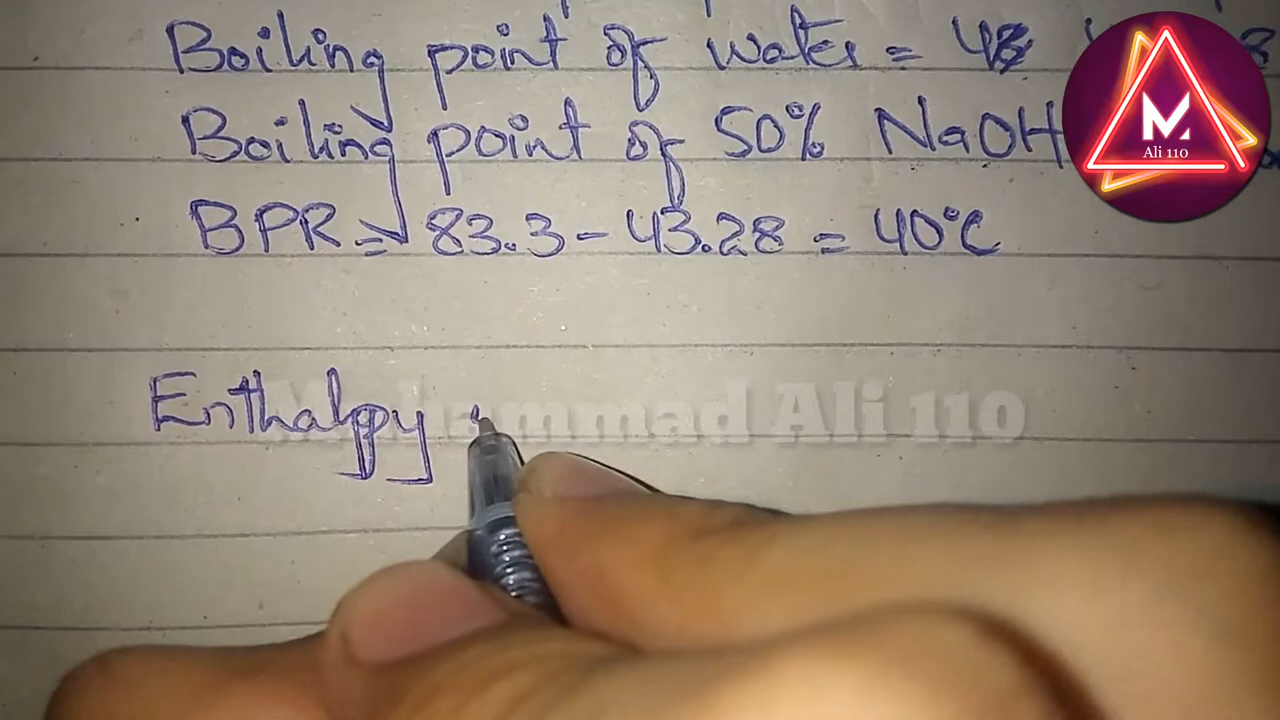 Boiling point of water =
Boiling point of 50% NaOH
BPR = 83.3 - 43.28 = 40°C
Enthalpy
Muhammad Ali 110
M.
Ali 110